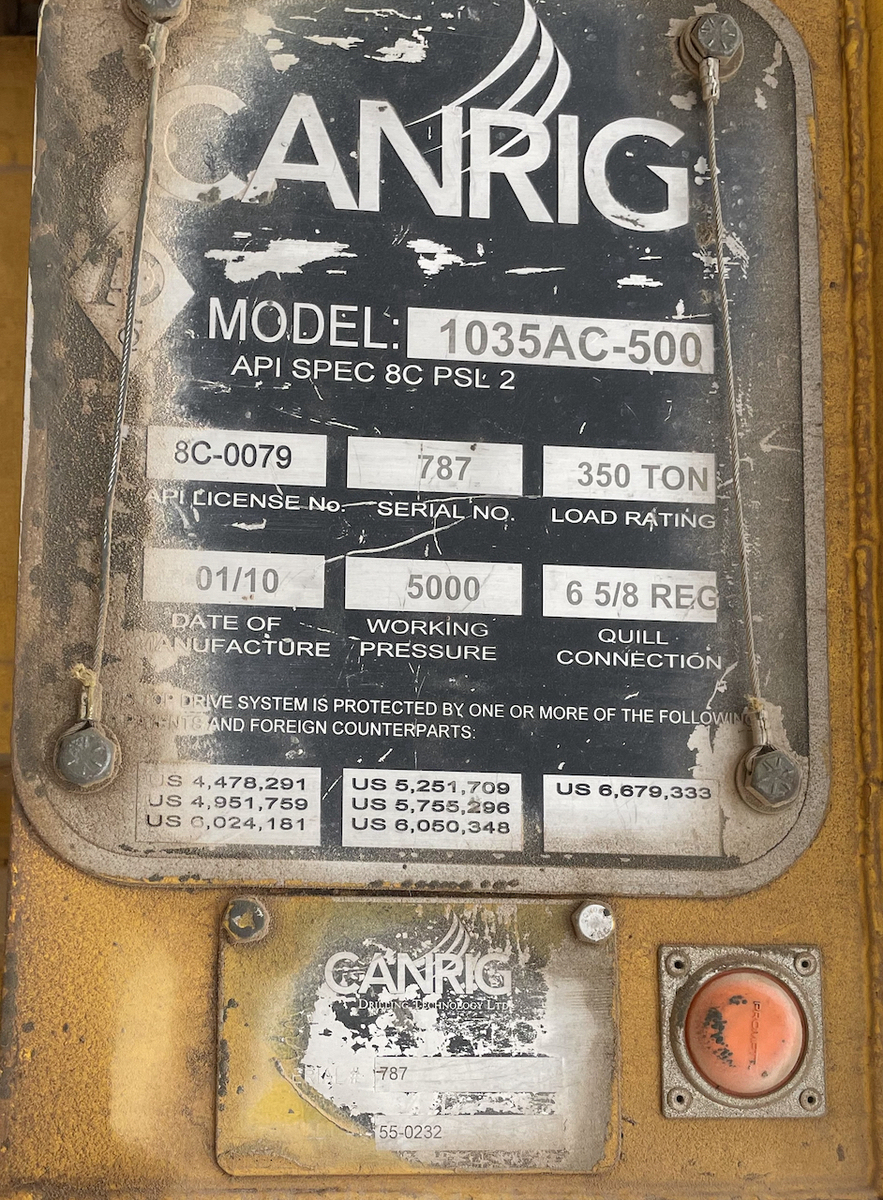 CANRIG
MODEL: 1035AC-500
API SPEC 8C PSL 2
8C-0079 787 350 TON
API LICENSE No. SERIAL NO. LOAD RATING
01/10 5000 6 5/8 REG
DATE OF WORKING QUILL
MANUFACTURE PRESSURE CONNECTION
DRIVE SYSTEM IS PROTECTED BY ONE OR MORE OF THE FOLLOWING
AND FOREIGN COUNTERPARTS:
US 4,478,291 US 5,251,709 US 6,679,333
US 4,951,759 US 5,755,296
US 6,024,181 US 6,050,348
CANRIG
DRILLING TECHNOLOGY LTD.
SERIAL # 787
55-0232